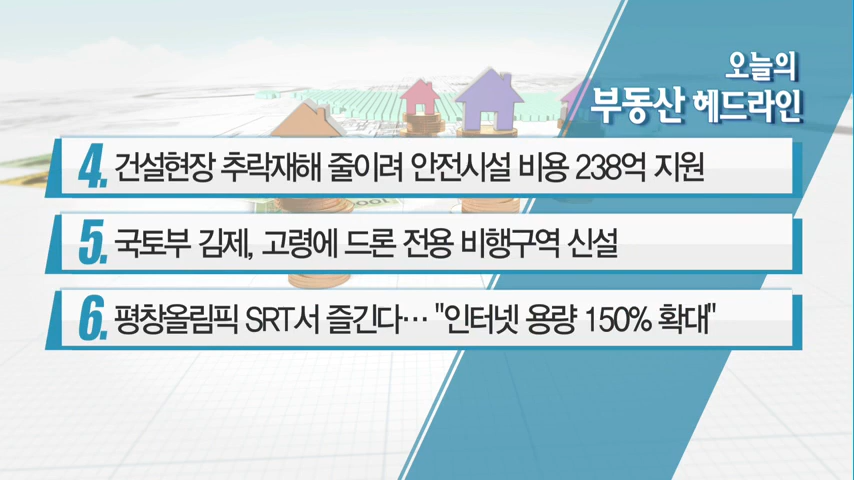 오늘의
부동산 헤드라인
4. 건설현장 추락재해 줄이려 안전시설 비용 238억 지원
5. 국토부 김제, 고령에 드론 전용 비행구역 신설
6. 평창올림픽 SRT서 즐긴다… "인터넷 용량 150% 확대"